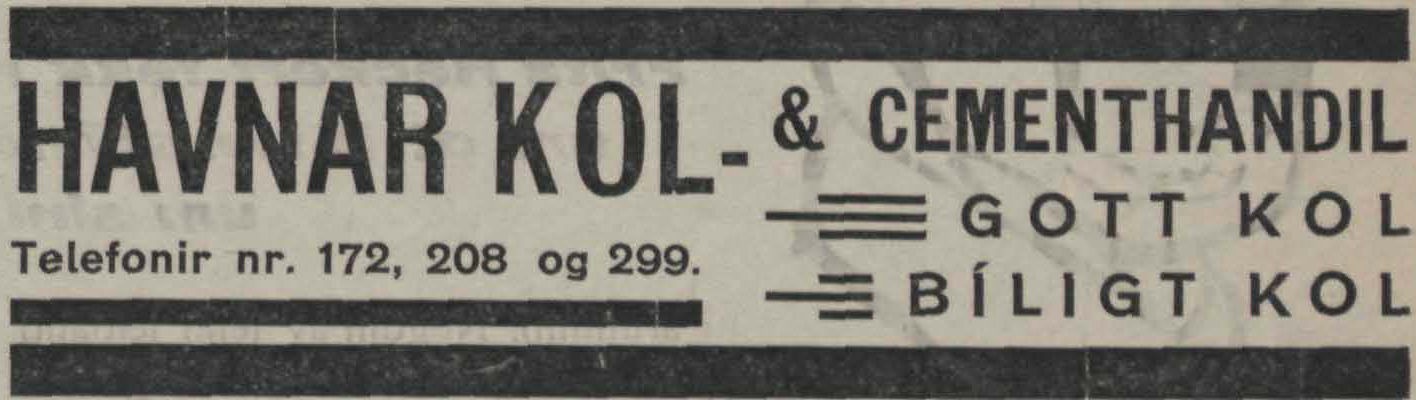 HAVNAR KOL- & CEMENTHANDIL
GOTT KOL
Telefonir nr. 172, 208 og 299.
BÍLIGT KOL